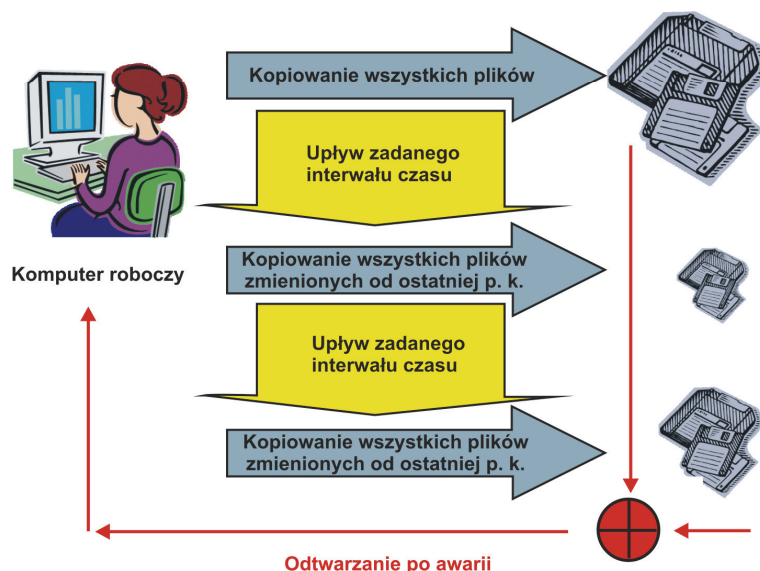 Kopiowanie wszystkich plików
Upływ zadanego
interwału czasu
Komputer roboczy
Kopiowanie wszystkich plików
zmienionych od ostatniej p. k.
Upływ zadanego
interwału czasu
Kopiowanie wszystkich plików
zmienionych od ostatniej p. k.
Odtwarzanie po awarii